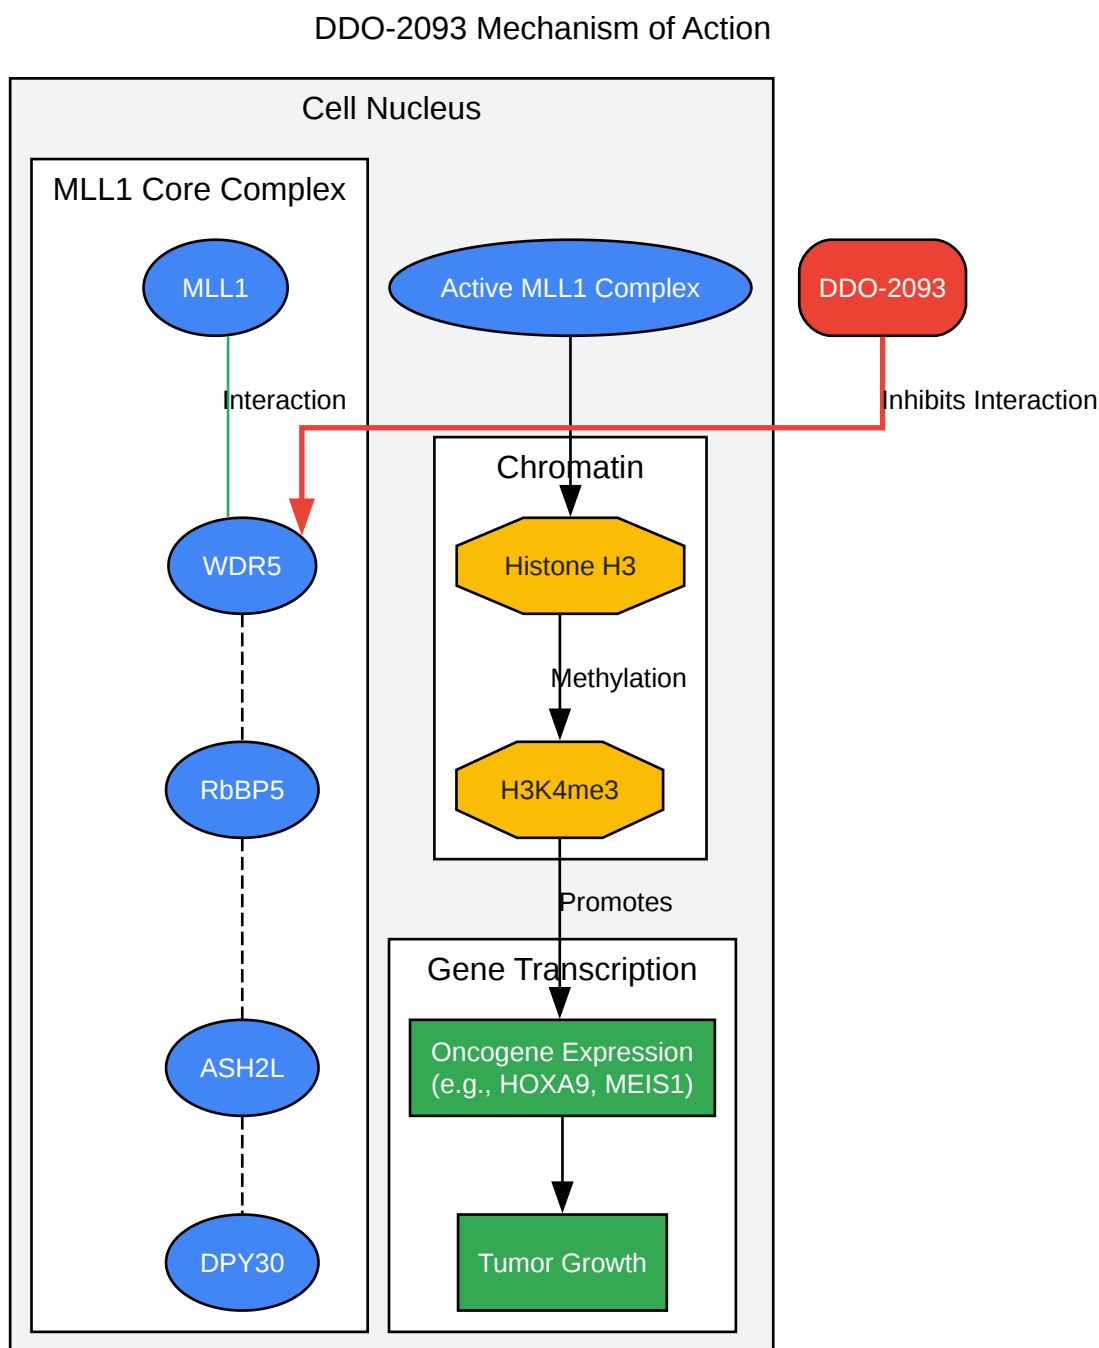 DDO-2093 Mechanism of Action
Cell Nucleus
MLL1 Core Complex
MLL1
Active MLL1 Complex
DDO-2093
Interaction
Inhibits Interaction
Chromatin
WDR5
Histone H3
Methylation
RbBP5
H3K4me3
Promotes
Gene Transcription
Oncogene Expression
(e.g., HOXA9, MEIS1)
ASH2L
DPY30
Tumor Growth